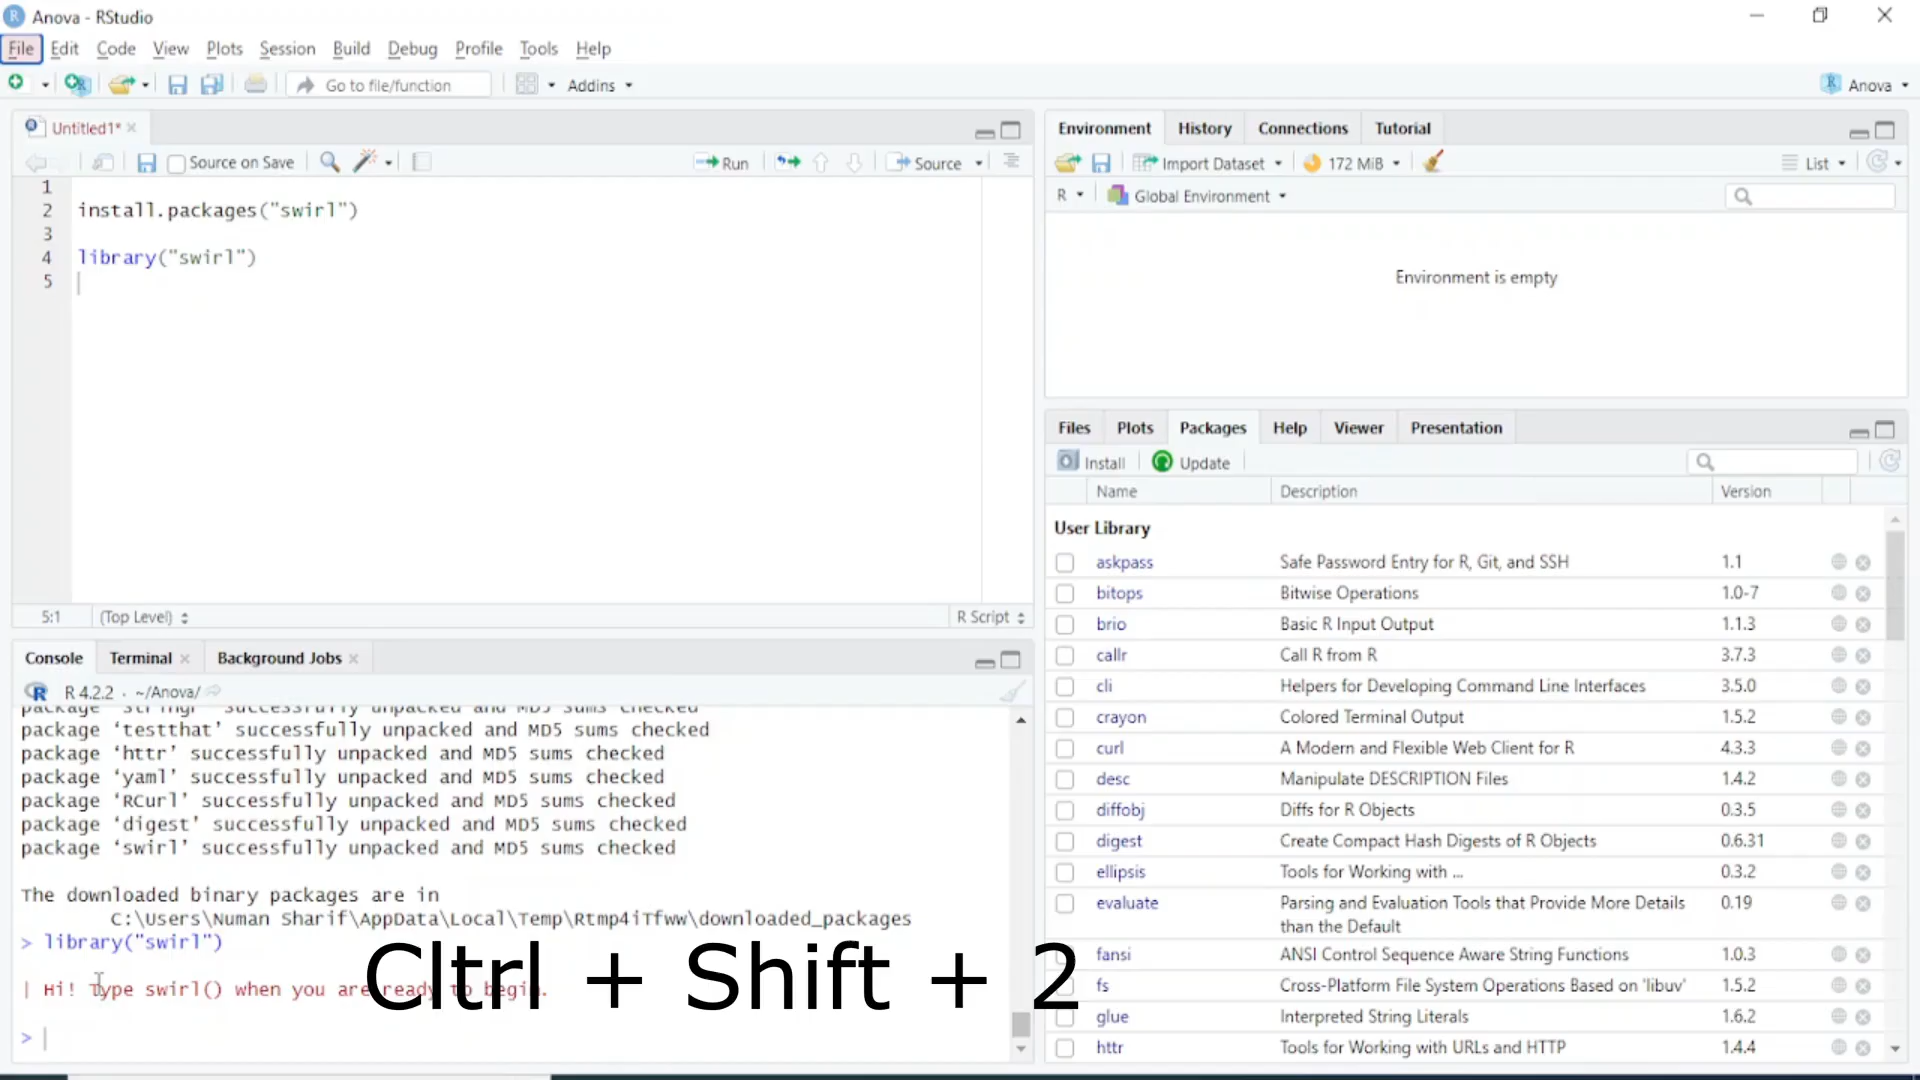 Anova - RStudio
File Edit Code View Plots Session Build Debug Profile Tools Help
Go to file/function Addins Anova
Untitled1*
Source on Save Run Source
1
2 install.packages("swirl")
3
4 library("swirl")
5
5:1 (Top Level) R Script
Console Terminal Background Jobs
R 4.2.2 · ~/Anova/
package ‘stringr’ successfully unpacked and MD5 sums checked
package ‘testthat’ successfully unpacked and MD5 sums checked
package ‘httr’ successfully unpacked and MD5 sums checked
package ‘yaml’ successfully unpacked and MD5 sums checked
package ‘RCurl’ successfully unpacked and MD5 sums checked
package ‘digest’ successfully unpacked and MD5 sums checked
package ‘swirl’ successfully unpacked and MD5 sums checked
The downloaded binary packages are in
C:\Users\Numan Sharif\AppData\Local\Temp\Rtmp4iTfww\downloaded_packages
> library("swirl")
| Hi! Type swirl() when you are ready to begin.
>
Cltrl + Shift + 2
Environment History Connections Tutorial
Import Dataset 172 MiB List
R Global Environment
Environment is empty
Files Plots Packages Help Viewer Presentation
Install Update
Name Description Version
User Library
askpass Safe Password Entry for R, Git, and SSH 1.1
bitops Bitwise Operations 1.0-7
brio Basic R Input Output 1.1.3
callr Call R from R 3.7.3
cli Helpers for Developing Command Line Interfaces 3.5.0
crayon Colored Terminal Output 1.5.2
curl A Modern and Flexible Web Client for R 4.3.3
desc Manipulate DESCRIPTION Files 1.4.2
diffobj Diffs for R Objects 0.3.5
digest Create Compact Hash Digests of R Objects 0.6.31
ellipsis Tools for Working with ... 0.3.2
evaluate Parsing and Evaluation Tools that Provide More Details 0.19
than the Default
fansi ANSI Control Sequence Aware String Functions 1.0.3
fs Cross-Platform File System Operations Based on 'libuv' 1.5.2
glue Interpreted String Literals 1.6.2
httr Tools for Working with URLs and HTTP 1.4.4